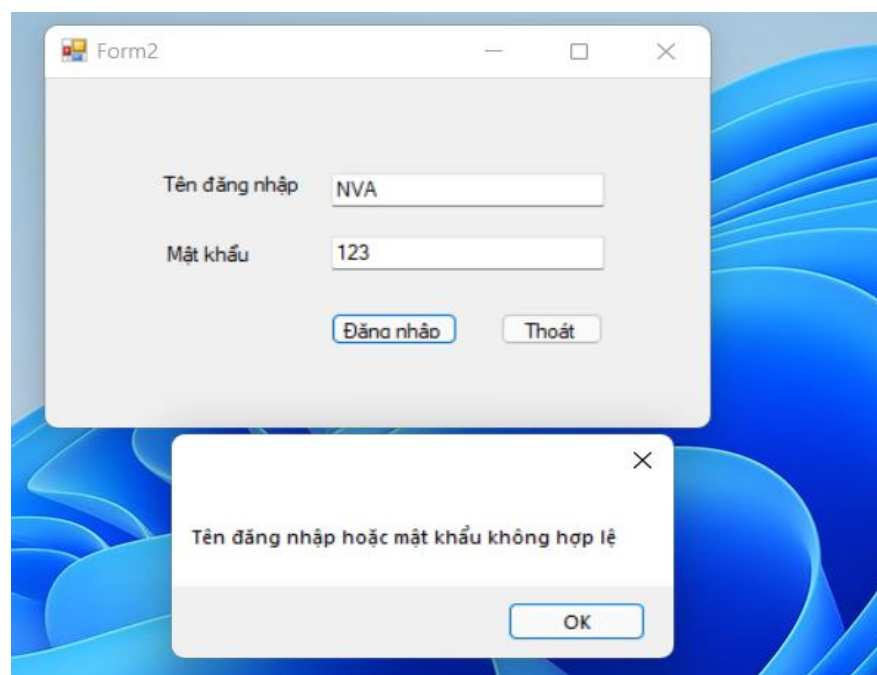 Form2
Tên đăng nhập NVA
Mật khẩu 123
Đăng nhập Thoát
Tên đăng nhập hoặc mật khẩu không hợp lệ
OK